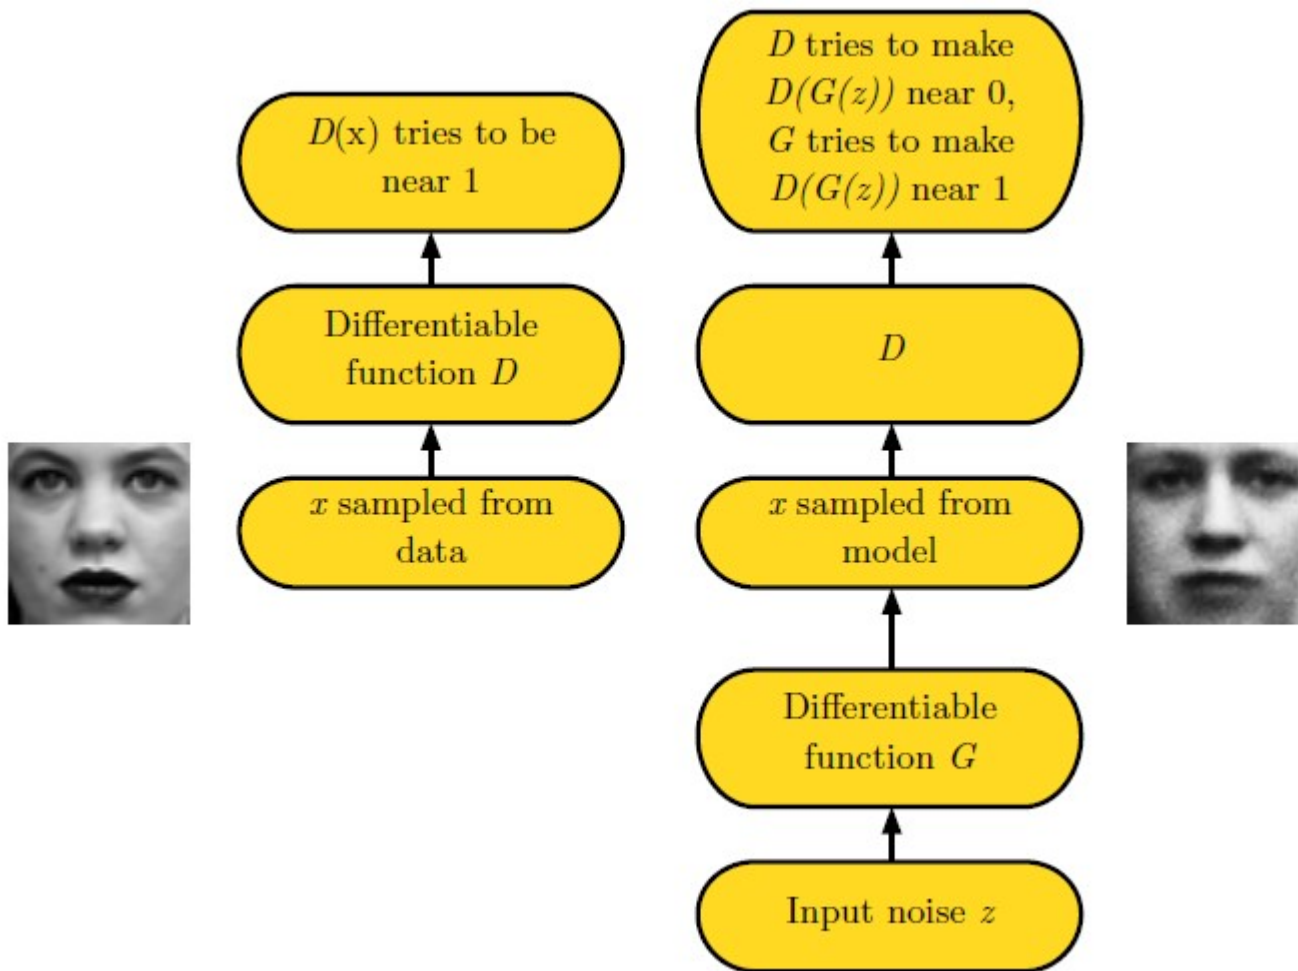 D(x) tries to be
near 1
Differentiable
function D
x sampled from
data
D tries to make
D(G(z)) near 0,
G tries to make
D(G(z)) near 1
D
x sampled from
model
Differentiable
function G
Input noise z